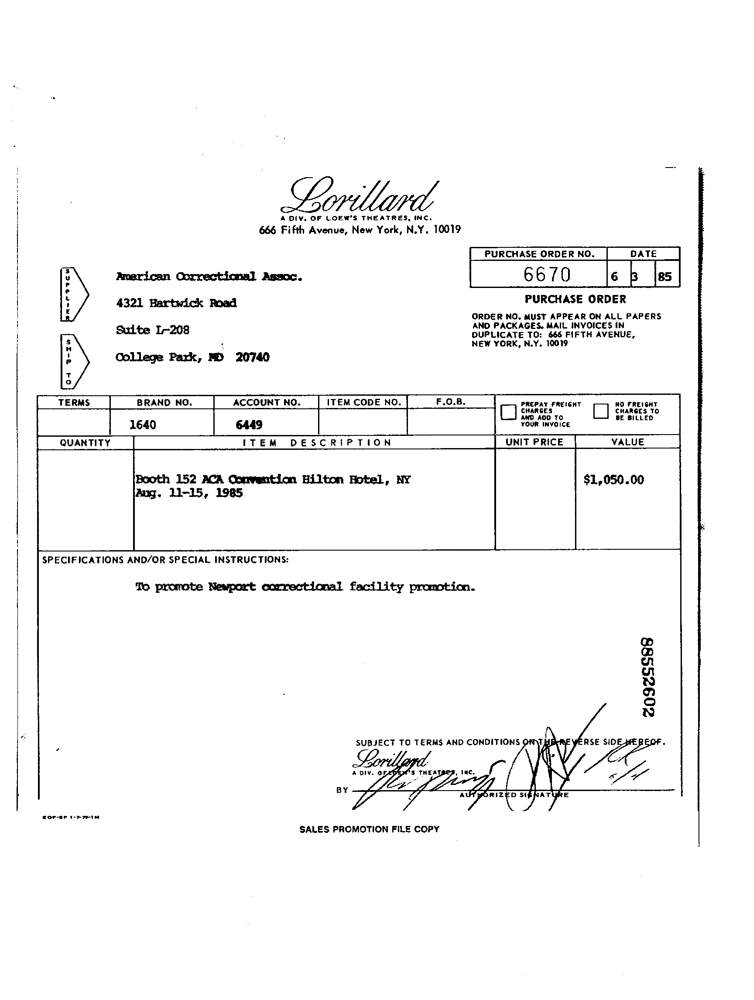 Lorillard
A DIV. OF LOEW'S THEATRES, INC.
666 Fifth Avenue, New York, N.Y. 10019
PURCHASE ORDER NO. DATE
6670 6 3 85
PURCHASE ORDER
ORDER NO. MUST APPEAR ON ALL PAPERS
AND PACKAGES. MAIL INVOICES IN
DUPLICATE TO: 666 FIFTH AVENUE,
NEW YORK, N.Y. 10019
SUPPLIER
SHIP TO
American Correctional Assoc.
4321 Hartwick Road
Suite L-208
College Park, MD 20740
TERMS BRAND NO. ACCOUNT NO. ITEM CODE NO. F.O.B.
PREPAY FREIGHT
CHARGES
AND ADD TO
YOUR INVOICE
NO FREIGHT
CHARGES TO
BE BILLED
1640 6449
QUANTITY ITEM DESCRIPTION UNIT PRICE VALUE
Booth 152 ACA Convention Hilton Hotel, NY $1,050.00
Aug. 11-15, 1985
SPECIFICATIONS AND/OR SPECIAL INSTRUCTIONS:
To promote Newport correctional facility promotion.
88552602
SUBJECT TO TERMS AND CONDITIONS ON THE REVERSE SIDE HEREOF.
Lorillard
A DIV. OF LOEW'S THEATRES, INC.
BY
AUTHORIZED SIGNATURE
SALES PROMOTION FILE COPY